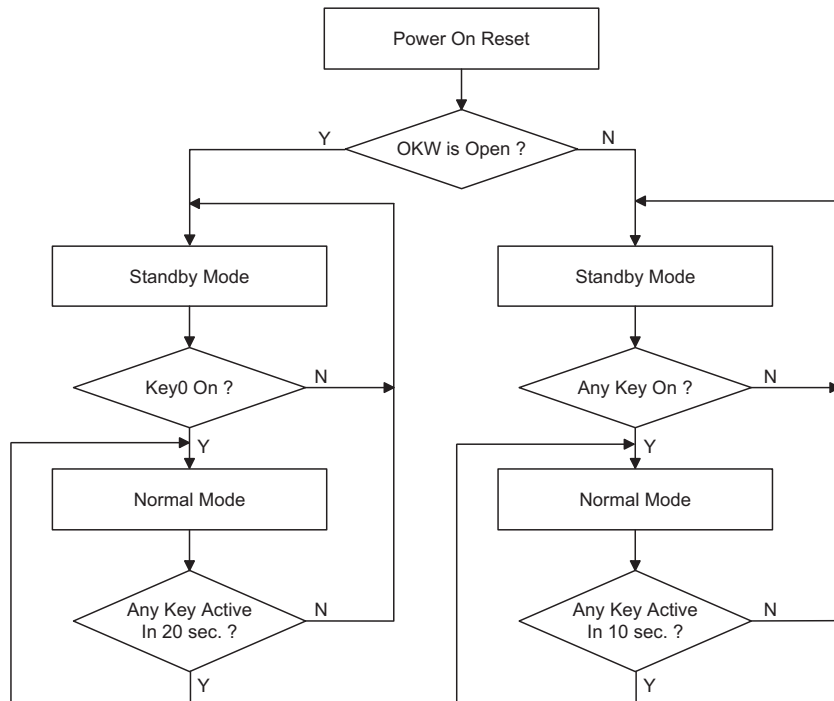 Power On Reset
OKW is Open ?
Y
N
Standby Mode
Standby Mode
Key0 On ?
N
Any Key On ?
N
Y
Y
Normal Mode
Normal Mode
Any Key Active
In 20 sec. ?
N
Any Key Active
In 10 sec. ?
N
Y
Y